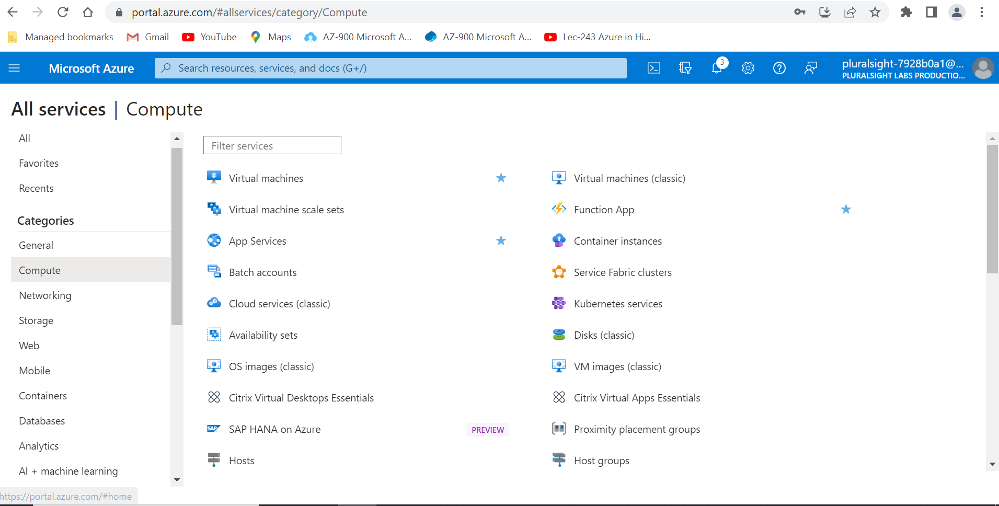 portal.azure.com/#allservices/category/Compute
Managed bookmarks
Gmail
YouTube
Maps
AZ-900 Microsoft A...
AZ-900 Microsoft A...
Lec-243 Azure in Hi...
Microsoft Azure
Search resources, services, and docs (G+/)
3
pluralsight-7928b0a1@...
PLURALSIGHT LABS PRODUCTIO...
All services | Compute
All
Favorites
Recents
Categories
General
Compute
Networking
Storage
Web
Mobile
Containers
Databases
Analytics
AI + machine learning
Filter services
Virtual machines
Virtual machines (classic)
Virtual machine scale sets
Function App
App Services
Container instances
Batch accounts
Service Fabric clusters
Cloud services (classic)
Kubernetes services
Availability sets
Disks (classic)
OS images (classic)
VM images (classic)
Citrix Virtual Desktops Essentials
Citrix Virtual Apps Essentials
SAP
SAP HANA on Azure
PREVIEW
Proximity placement groups
Hosts
Host groups
https://portal.azure.com/#home